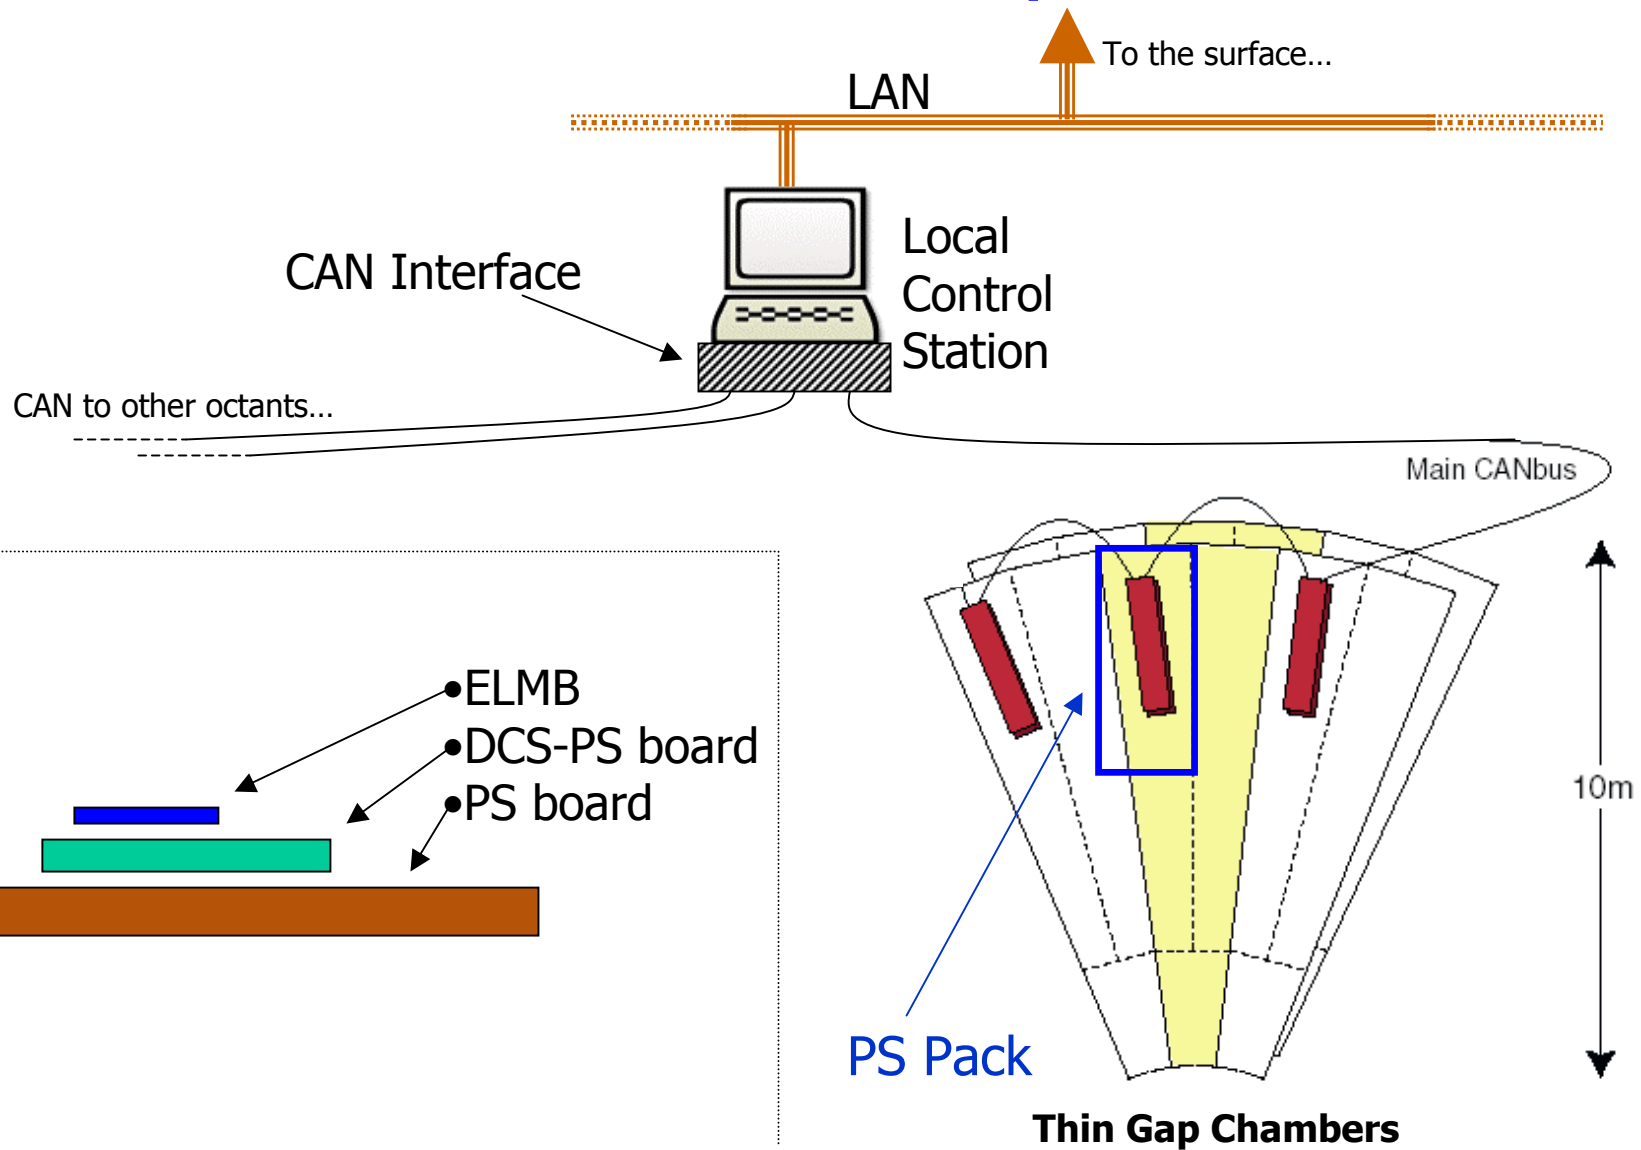 To the surface...
LAN
Local
Control
Station
CAN Interface
CAN to other octants...
Main CANbus
•ELMB
•DCS-PS board
•PS board
10m
PS Pack
Thin Gap Chambers